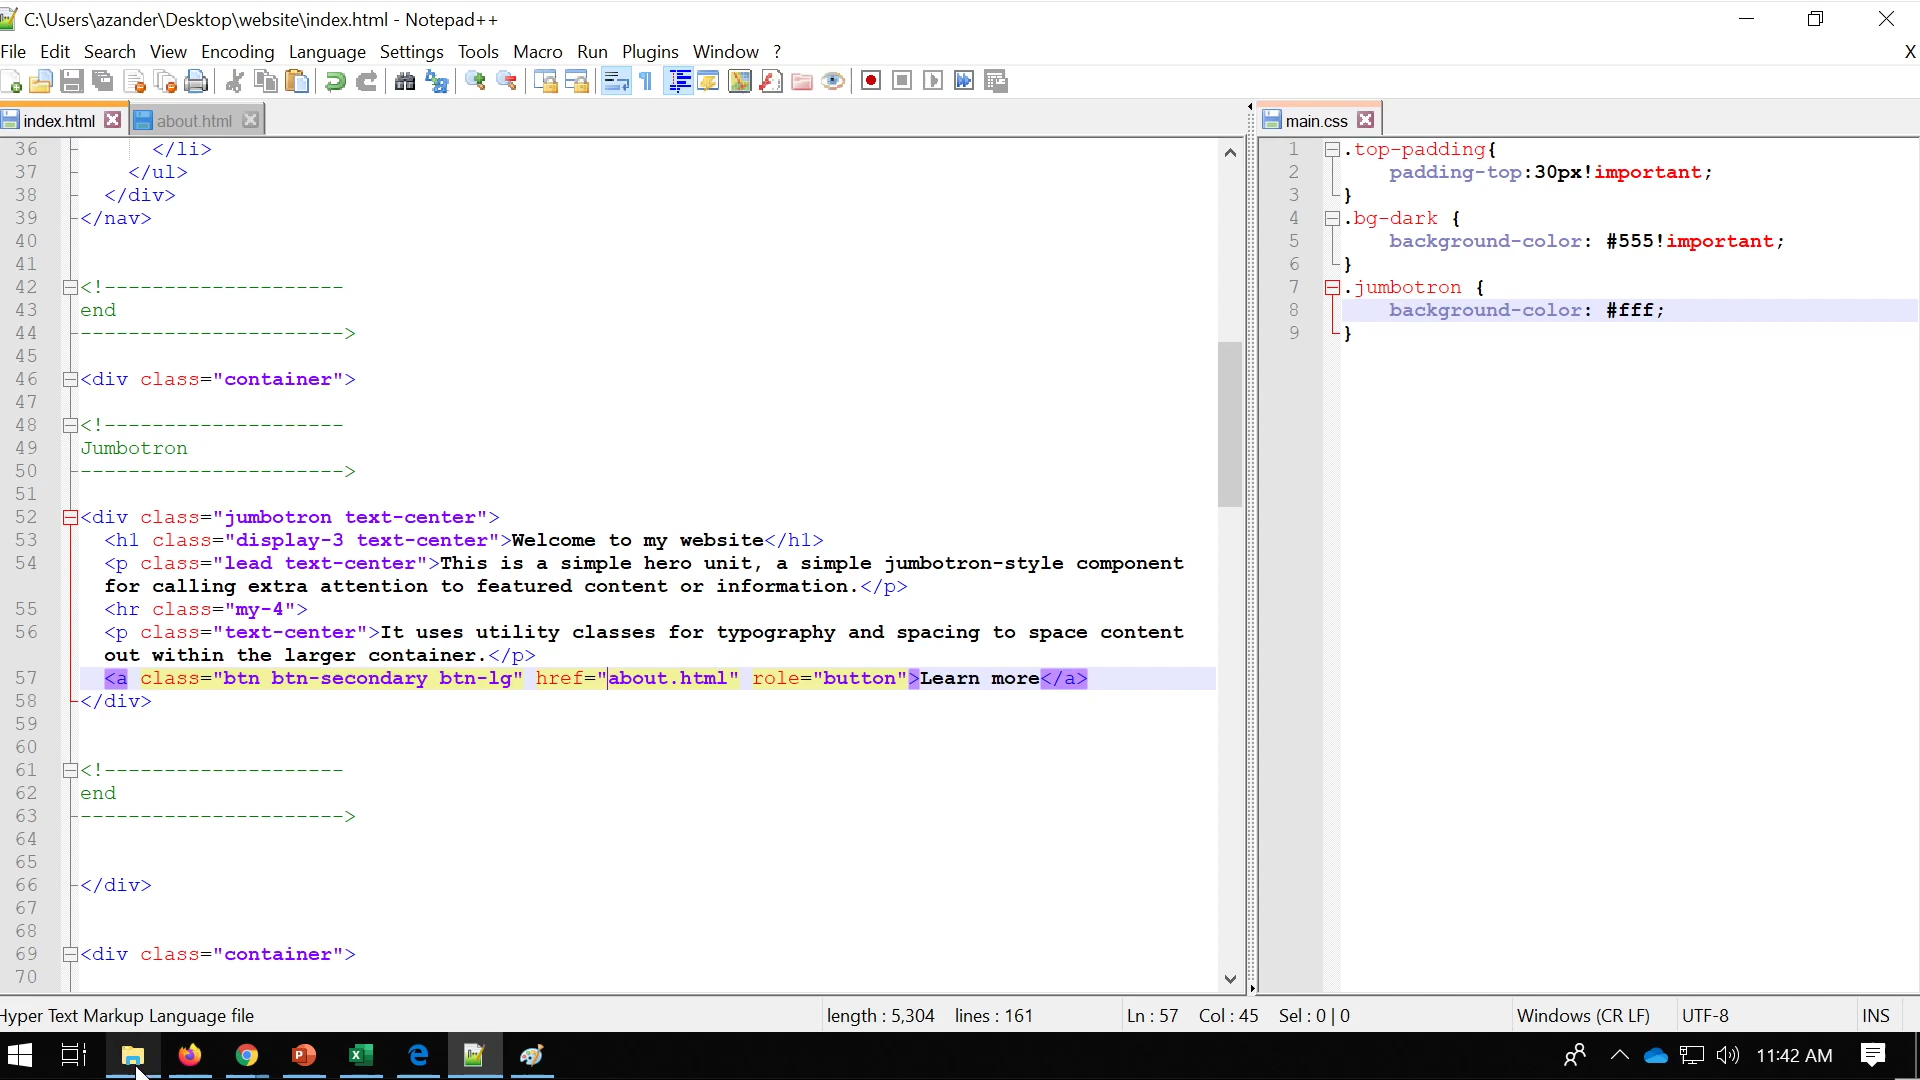 C:\Users\azander\Desktop\website\index.html - Notepad++
File Edit Search View Encoding Language Settings Tools Macro Run Plugins Window ? X
index.html about.html
36 </li>
37 </ul>
38 </div>
39 </nav>
40
41
42 <!--------------------
43 end
44 ---------------------->
45
46 <div class="container">
47
48 <!--------------------
49 Jumbotron
50 ---------------------->
51
52 <div class="jumbotron text-center">
53 <h1 class="display-3 text-center">Welcome to my website</h1>
54 <p class="lead text-center">This is a simple hero unit, a simple jumbotron-style component
for calling extra attention to featured content or information.</p>
55 <hr class="my-4">
56 <p class="text-center">It uses utility classes for typography and spacing to space content
out within the larger container.</p>
57 <a class="btn btn-secondary btn-lg" href="about.html" role="button">Learn more</a>
58 </div>
59
60
61 <!--------------------
62 end
63 ---------------------->
64
65
66 </div>
67
68
69 <div class="container">
70
main.css
1 .top-padding{
2 padding-top:30px!important;
3 }
4 .bg-dark {
5 background-color: #555!important;
6 }
7 .jumbotron {
8 background-color: #fff;
9 }
Hyper Text Markup Language file length : 5,304 lines : 161 Ln : 57 Col : 45 Sel : 0 | 0 Windows (CR LF) UTF-8 INS
11:42 AM